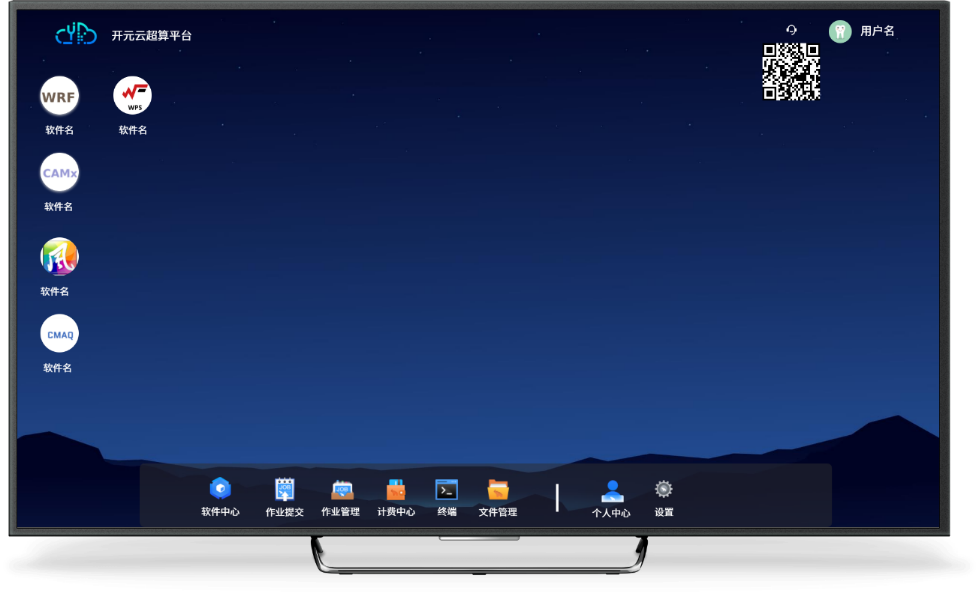 开元云超算平台
用户名
WRF
WPS
软件名
软件名
CAMx
软件名
风
软件名
CMAQ
软件名
JOB
JOB
软件中心
作业提交
作业管理
计费中心
终端
文件管理
个人中心
设置